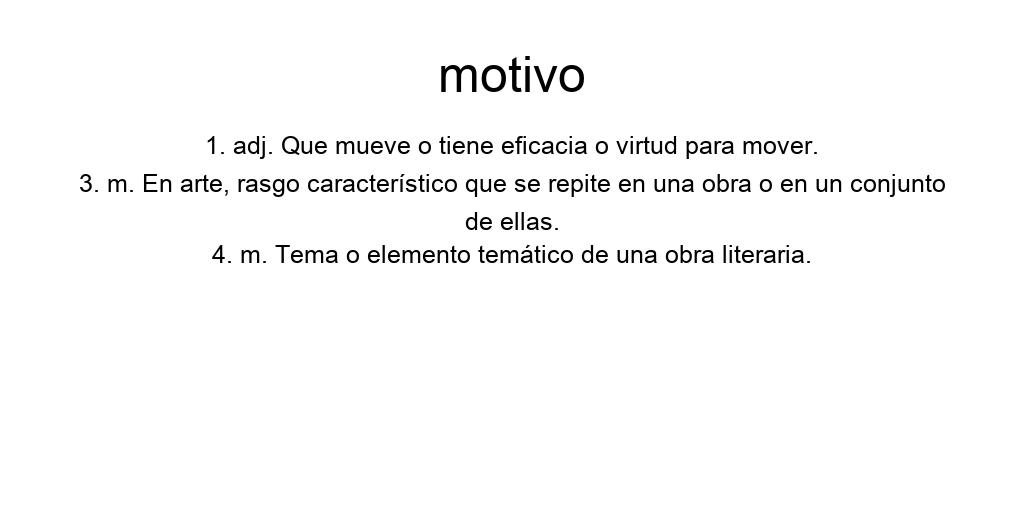 motivo
1. adj. Que mueve o tiene eficacia o virtud para mover.
3. m. En arte, rasgo característico que se repite en una obra o en un conjunto
de ellas.
4. m. Tema o elemento temático de una obra literaria.